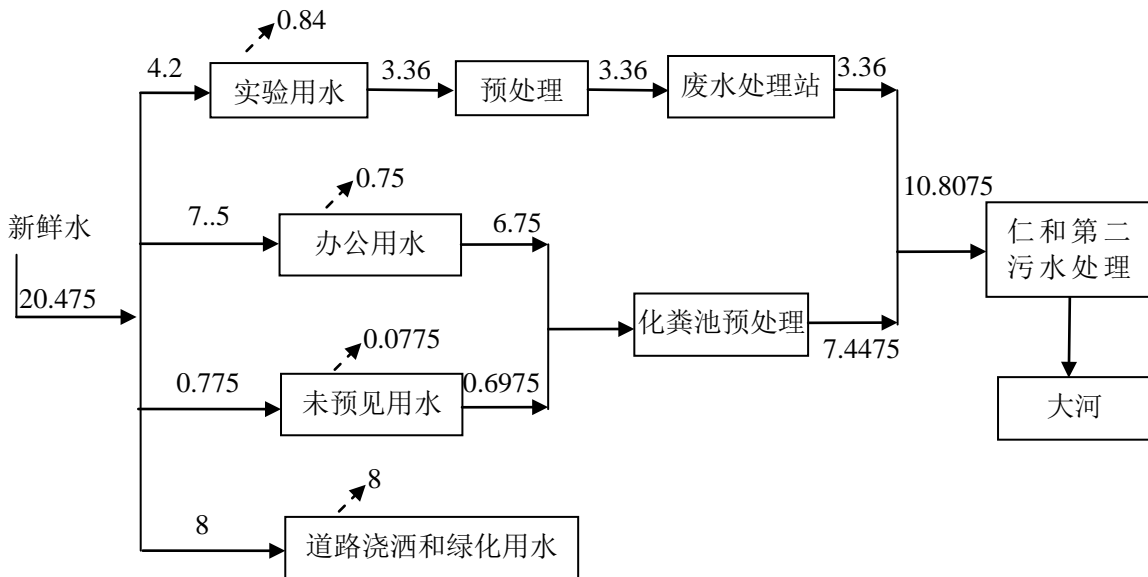 0.84
4.2
实验用水
3.36
预处理
3.36
废水处理站
3.36
0.75
10.8075
7..5
办公用水
6.75
新鲜水
仁和第二
污水处理
20.475
化粪池预处理
7.4475
0.0775
0.775
未预见用水
0.6975
大河
8
8
道路浇洒和绿化用水